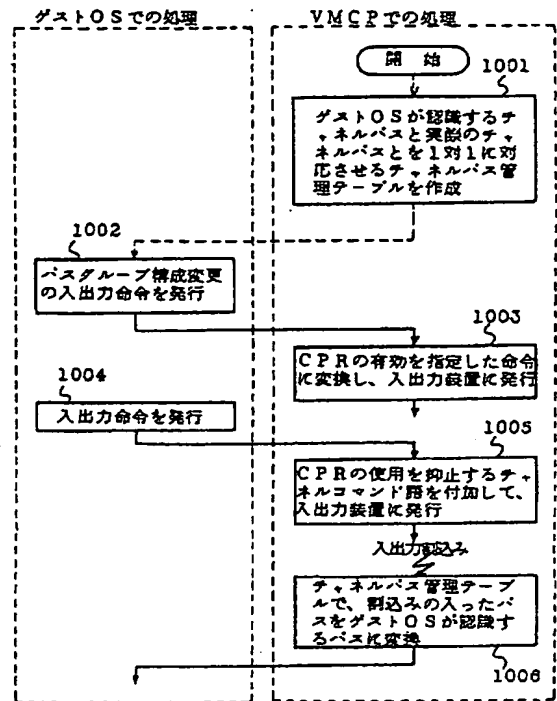 ゲストOSでの処理
VMCPでの処理
開 始
1001
ゲストOSが認識するチ
ャネルパスと実際のチャ
ネルパスとを1対1に対
応させるチャネルパス管
理テーブルを作成
1002
パスグループ構成変更
の入出力命令を発行
1003
CPRの有効を指定した命令
に変換し、入出力装置に発行
1004
入出力命令を発行
1005
CPRの使用を抑止するチャ
ネルコマンド語を付加して、
入出力装置に発行
入出力割込み
チャネルパス管理テーブ
ルで、割込みの入ったパ
スをゲストOSが認識す
るパスに変換
1006